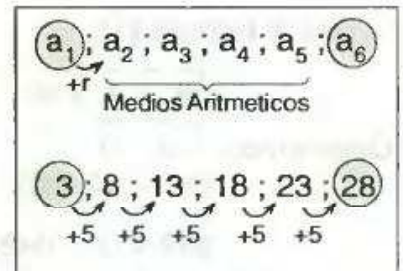 a₁; a₂ ; a₃ ; a₄ ; a₅ ; a₆
+r
Medios Aritmeticos
3 ; 8 ; 13 ; 18 ; 23 ; 28
+5 +5 +5 +5 +5